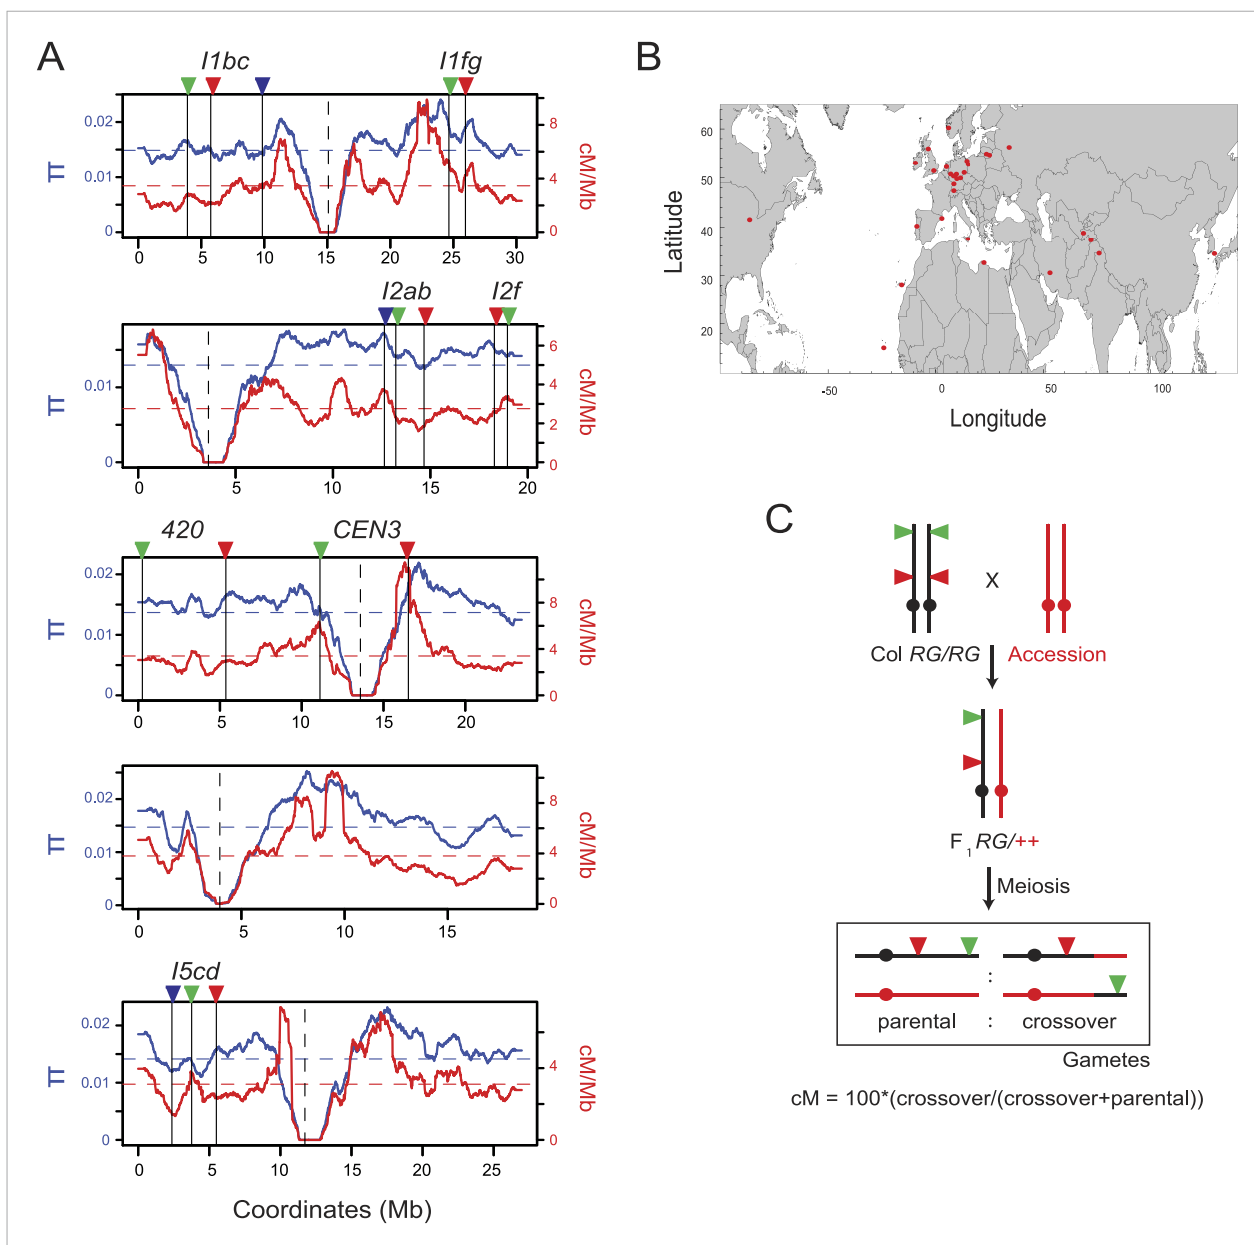 A
I1bc
I1fg
0.02
0.01
0
π
8
4
0
cM/Mb
0
5
10
15
20
25
30
I2ab
I2f
0.01
0
π
6
4
2
0
cM/Mb
0
5
10
15
20
420
CEN3
0.02
0.01
0
π
8
4
0
cM/Mb
0
5
10
15
20
0.02
0.01
0
π
8
4
0
cM/Mb
0
5
10
15
I5cd
0.02
0.01
0
π
4
0
cM/Mb
0
5
10
15
20
25
Coordinates (Mb)
B
60
50
40
30
20
Latitude
-50
0
50
100
Longitude
C
X
Col RG/RG
Accession
F1 RG/++
Meiosis
:
parental : crossover
Gametes
cM = 100*(crossover/(crossover+parental))